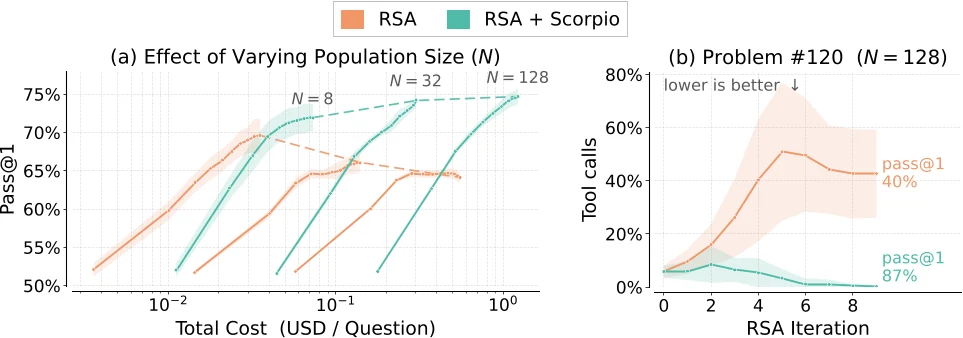 RSA
RSA + Scorpio
(a) Effect of Varying Population Size (N)
Pass@1
75%
70%
65%
60%
55%
50%
N = 8
N = 32
N = 128
10⁻²
10⁻¹
10⁰
Total Cost (USD / Question)
(b) Problem #120 (N = 128)
lower is better ↓
Tool calls
80%
60%
40%
20%
0%
pass@1
40%
pass@1
87%
0 2 4 6 8
RSA Iteration